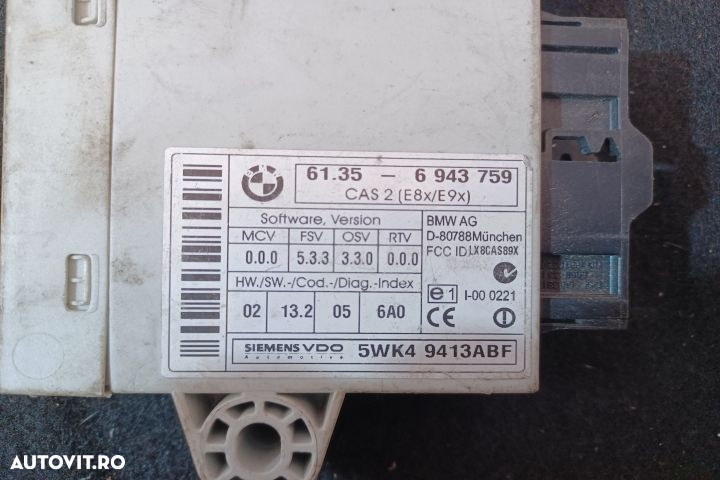 BMW
61.35 – 6 943 759
CAS 2 (E8x/E9x)
Software, Version
MCV FSV OSV RTV
0.0.0 5.3.3 3.3.0 0.0.0
HW./SW.-/Cod.-/Diag.-Index
02 13.2 05 6A0
BMW AG
D-80788München
FCC ID LX8CAS89X
e1 I-00 0221
CE
SIEMENS VDO
Automotive
5WK4 9413ABF
AUTOVIT.RO